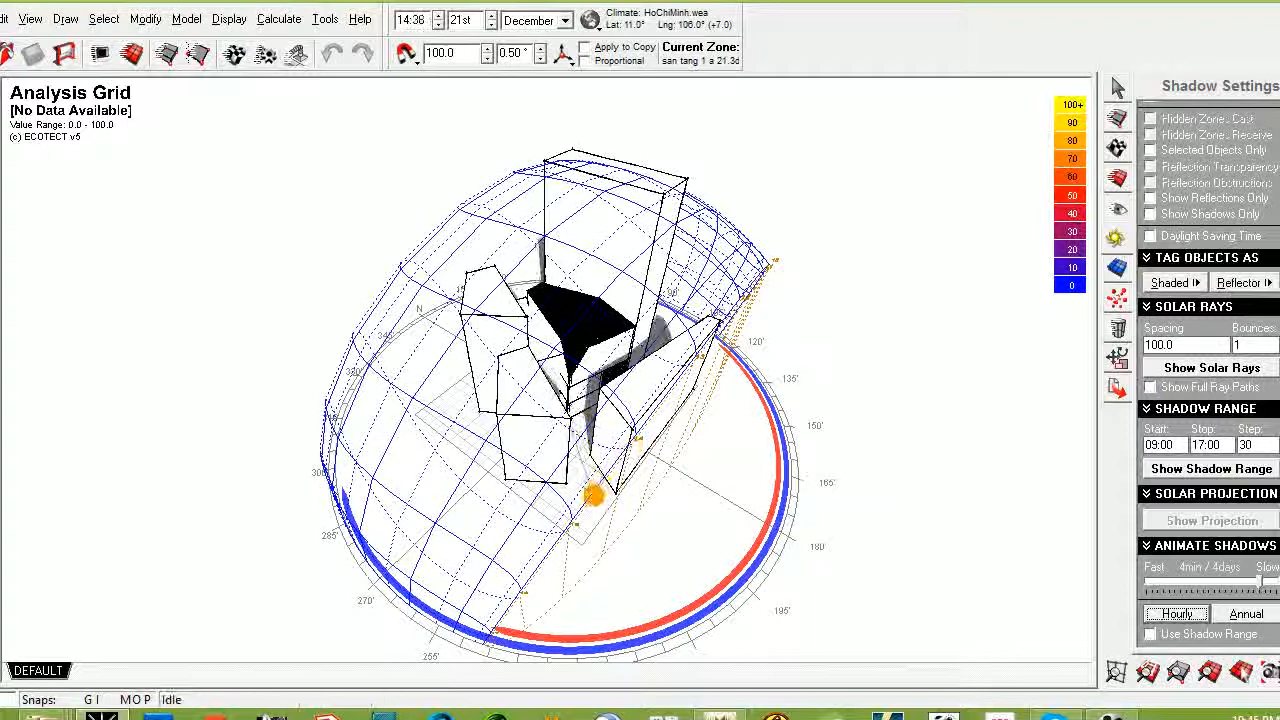 dit View Draw Select Modify Model Display Calculate Tools Help
14:38 21st December
Climate: HoChiMinh.wea
Lat: 11.0° Lng: 106.0° (+7.0)
100.0 0.50 °
Apply to Copy
Proportional
Current Zone:
san tang 1 a 21.3d
Analysis Grid
[No Data Available]
Value Range: 0.0 - 100.0
(c) ECOTECT v5
100+
90
80
70
60
50
40
30
20
10
0
120°
135°
150°
165°
180°
195°
255°
270°
285°
Shadow Settings
Hidden Zones Cast
Hidden Zones Receive
Selected Objects Only
Reflection Transparency
Reflection Obstructions
Show Reflections Only
Show Shadows Only
Daylight Saving Time
TAG OBJECTS AS
Shaded Reflector
SOLAR RAYS
Spacing Bounces:
100.0 1
Show Solar Rays
Show Full Ray Paths
SHADOW RANGE
Start: Stop: Step:
09:00 17:00 30
Show Shadow Range
SOLAR PROJECTION
Show Projection
ANIMATE SHADOWS
Fast 4min / 4days Slow
Hourly Annual
Use Shadow Range
DEFAULT
Snaps: G I M O P Idle